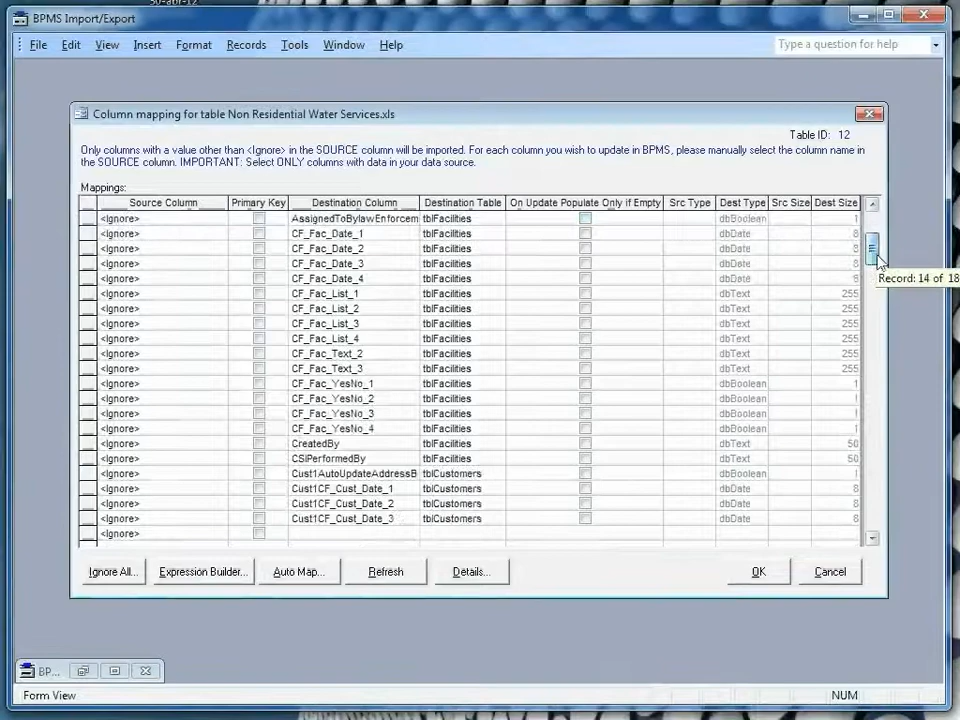 30-apr-12
BPMS Import/Export
File Edit View Insert Format Records Tools Window Help Type a question for help
Column mapping for table Non Residential Water Services.xls
Table ID: 12
Only columns with a value other than <Ignore> in the SOURCE column will be imported. For each column you wish to update in BPMS, please manually select the column name in
the SOURCE column. IMPORTANT: Select ONLY columns with data in your data source.
Mappings:
Source Column Primary Key Destination Column Destination Table On Update Populate Only if Empty Src Type Dest Type Src Size Dest Size
<Ignore> AssignedToBylawEnforcem tblFacilities dbBoolean 1
<Ignore> CF_Fac_Date_1 tblFacilities dbDate 8
<Ignore> CF_Fac_Date_2 tblFacilities dbDate 8
<Ignore> CF_Fac_Date_3 tblFacilities dbDate 8
<Ignore> CF_Fac_Date_4 tblFacilities dbDate 8
Record: 14 of 18
<Ignore> CF_Fac_List_1 tblFacilities dbText 255
<Ignore> CF_Fac_List_2 tblFacilities dbText 255
<Ignore> CF_Fac_List_3 tblFacilities dbText 255
<Ignore> CF_Fac_List_4 tblFacilities dbText 255
<Ignore> CF_Fac_Text_2 tblFacilities dbText 255
<Ignore> CF_Fac_Text_3 tblFacilities dbText 255
<Ignore> CF_Fac_YesNo_1 tblFacilities dbBoolean 1
<Ignore> CF_Fac_YesNo_2 tblFacilities dbBoolean 1
<Ignore> CF_Fac_YesNo_3 tblFacilities dbBoolean 1
<Ignore> CF_Fac_YesNo_4 tblFacilities dbBoolean 1
<Ignore> CreatedBy tblFacilities dbText 50
<Ignore> CSIPerformedBy tblFacilities dbText 50
<Ignore> Cust1AutoUpdateAddressB tblCustomers dbBoolean 1
<Ignore> Cust1CF_Cust_Date_1 tblCustomers dbDate 8
<Ignore> Cust1CF_Cust_Date_2 tblCustomers dbDate 8
<Ignore> Cust1CF_Cust_Date_3 tblCustomers dbDate 8
<Ignore>
Ignore All... Expression Builder... Auto Map... Refresh Details... OK Cancel
BP...
Form View NUM